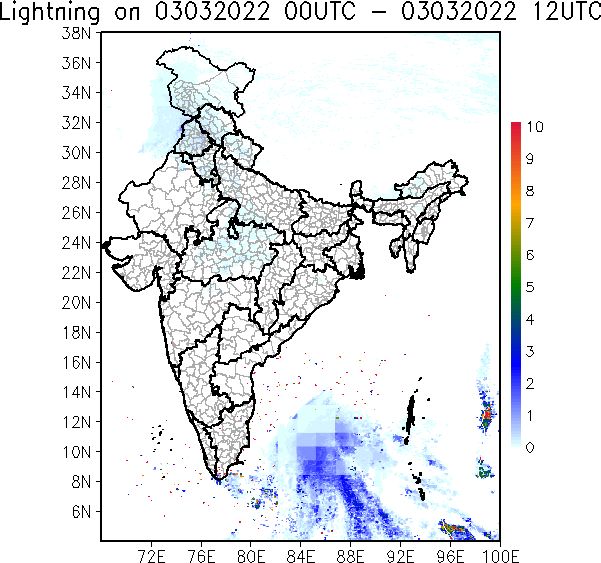 Lightning on 03032022 00UTC – 03032022 12UTC
38N
36N
34N
32N
30N
28N
26N
24N
22N
20N
18N
16N
14N
12N
10N
8N
6N
72E 76E 80E 84E 88E 92E 96E 100E
10
9
8
7
6
5
4
3
2
1
0